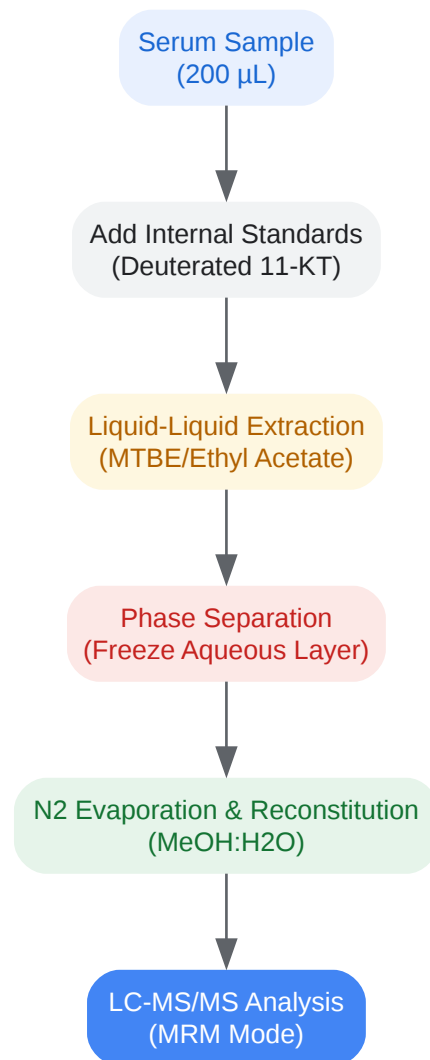 Serum Sample
(200 µL)
Add Internal Standards
(Deuterated 11-KT)
Liquid-Liquid Extraction
(MTBE/Ethyl Acetate)
Phase Separation
(Freeze Aqueous Layer)
N2 Evaporation & Reconstitution
(MeOH:H2O)
LC-MS/MS Analysis
(MRM Mode)